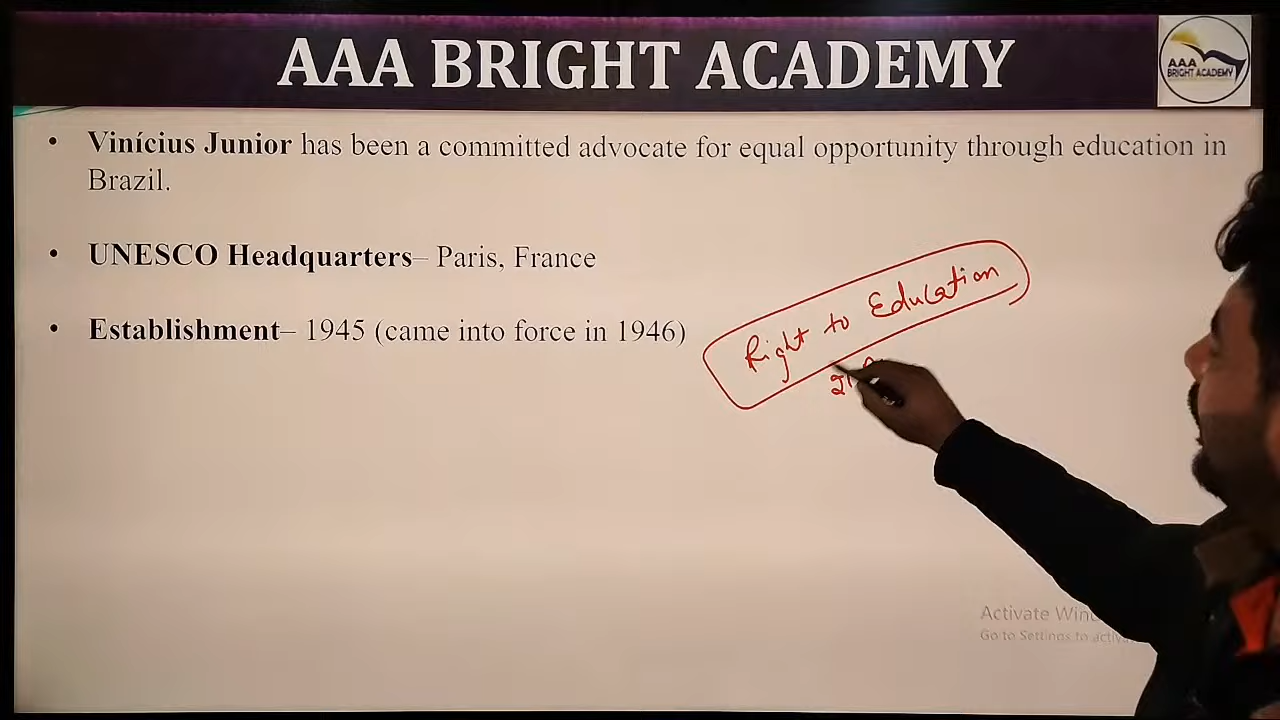 AAA BRIGHT ACADEMY
AAA
BRIGHT ACADEMY
• Vinícius Junior has been a committed advocate for equal opportunity through education in
Brazil.
• UNESCO Headquarters– Paris, France
• Establishment– 1945 (came into force in 1946)
Right to Education
Activate
Go to Settings to